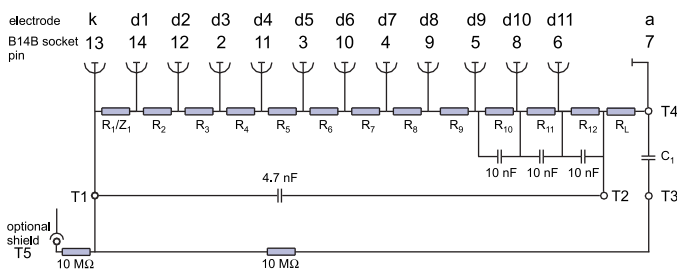 electrode k d1 d2 d3 d4 d5 d6 d7 d8 d9 d10 d11 a
B14B socket 13 14 12 2 11 3 10 4 9 5 8 6 7
pin
T4
R1/Z1 R2 R3 R4 R5 R6 R7 R8 R9 R10 R11 R12 RL
C1
10 nF 10 nF 10 nF
4.7 nF
T1 T2 T3
optional
shield
T5
10 MΩ 10 MΩ